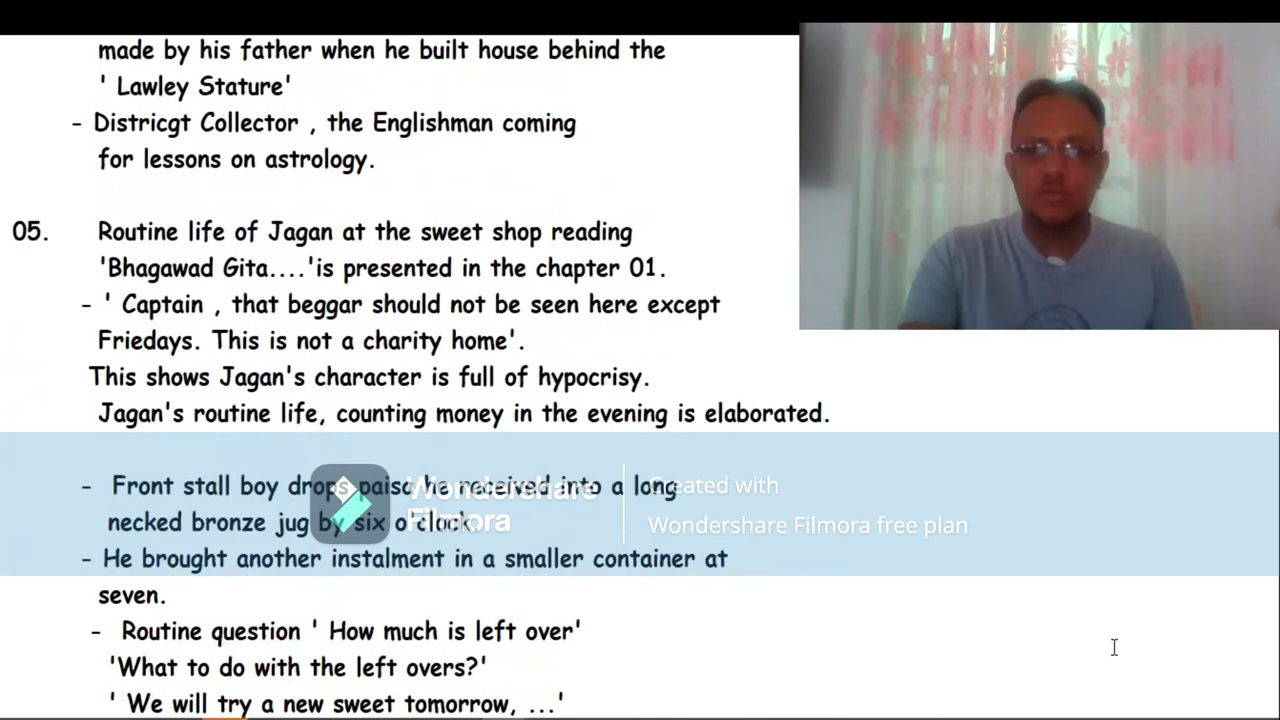 made by his father when he built house behind the
' Lawley Stature'
- Districgt Collector , the Englishman coming
for lessons on astrology.
05. Routine life of Jagan at the sweet shop reading
'Bhagawad Gita....'is presented in the chapter 01.
- ' Captain , that beggar should not be seen here except
Friedays. This is not a charity home'.
This shows Jagan's character is full of hypocrisy.
Jagan's routine life, counting money in the evening is elaborated.
- Front stall boy drops paisa he received into a long
necked bronze jug by six o'clock.
Wondershare
Filmora
Created with
Wondershare Filmora free plan
- He brought another instalment in a smaller container at
seven.
- Routine question ' How much is left over'
'What to do with the left overs?'
' We will try a new sweet tomorrow, ...'